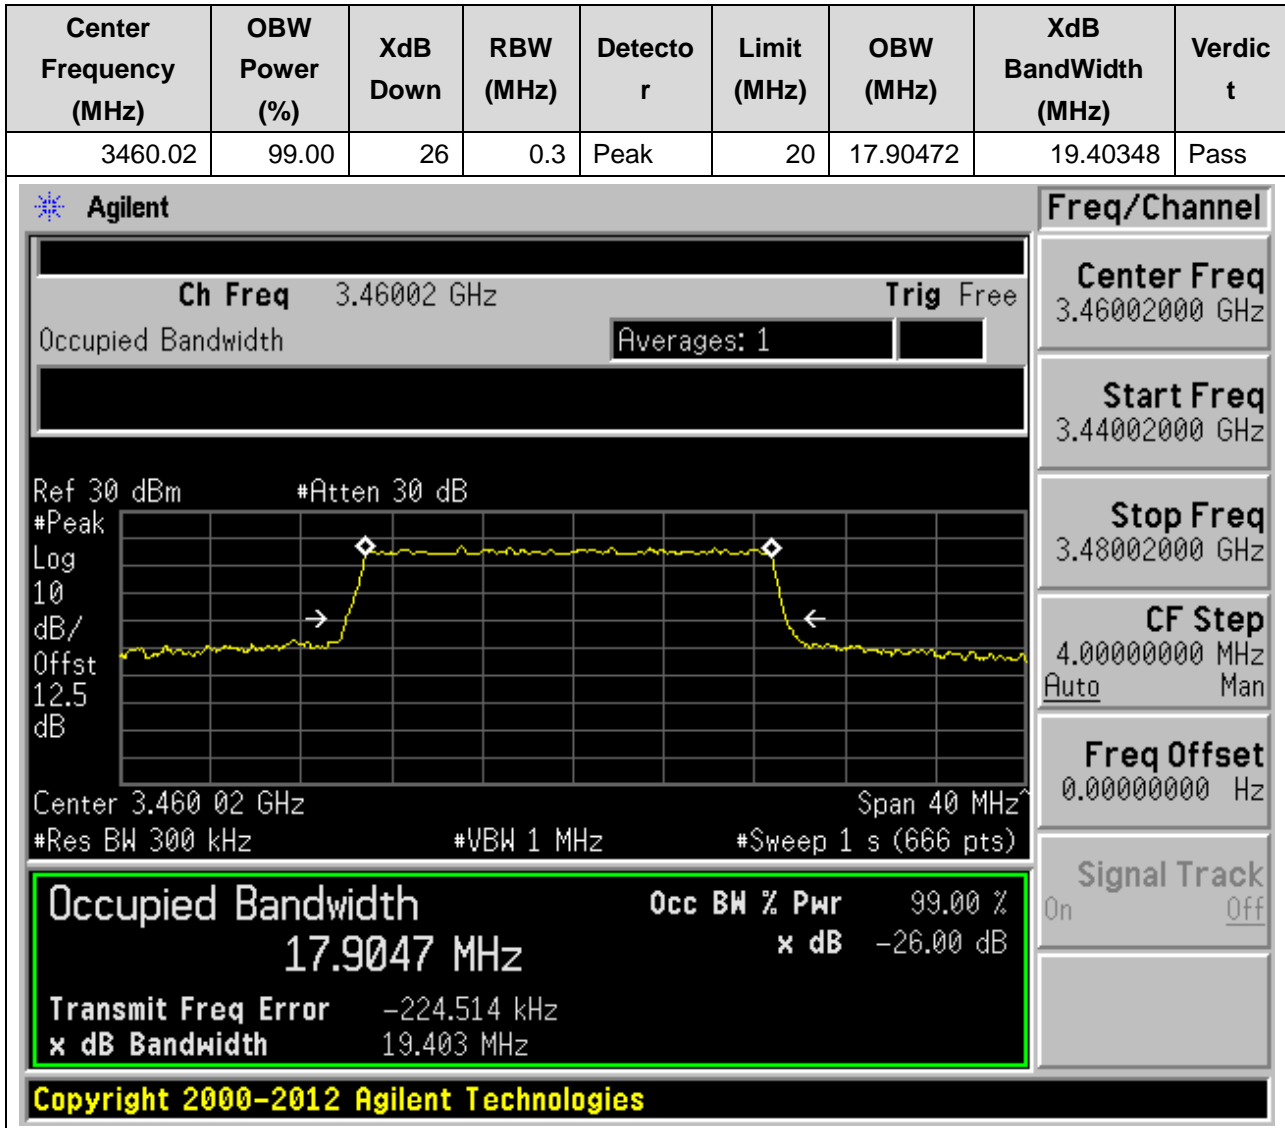 Center Frequency (MHz) OBW Power (%) XdB Down RBW (MHz) Detecto r Limit (MHz) OBW (MHz) XdB BandWidth (MHz) Verdic t
3460.02 99.00 26 0.3 Peak 20 17.90472 19.40348 Pass
Agilent
Freq/Channel
Ch Freq 3.46002 GHz Trig Free
Occupied Bandwidth Averages: 1
Center Freq
3.46002000 GHz
Start Freq
3.44002000 GHz
Stop Freq
3.48002000 GHz
CF Step
4.00000000 MHz
Auto Man
Freq Offset
0.00000000 Hz
Signal Track
On Off
Ref 30 dBm #Atten 30 dB
#Peak
Log
10
dB/
Offst
12.5
dB
Center 3.460 02 GHz Span 40 MHz^
#Res BW 300 kHz #VBW 1 MHz #Sweep 1 s (666 pts)
Occupied Bandwidth Occ BW % Pwr 99.00 %
17.9047 MHz x dB -26.00 dB
Transmit Freq Error -224.514 kHz
x dB Bandwidth 19.403 MHz
Copyright 2000-2012 Agilent Technologies